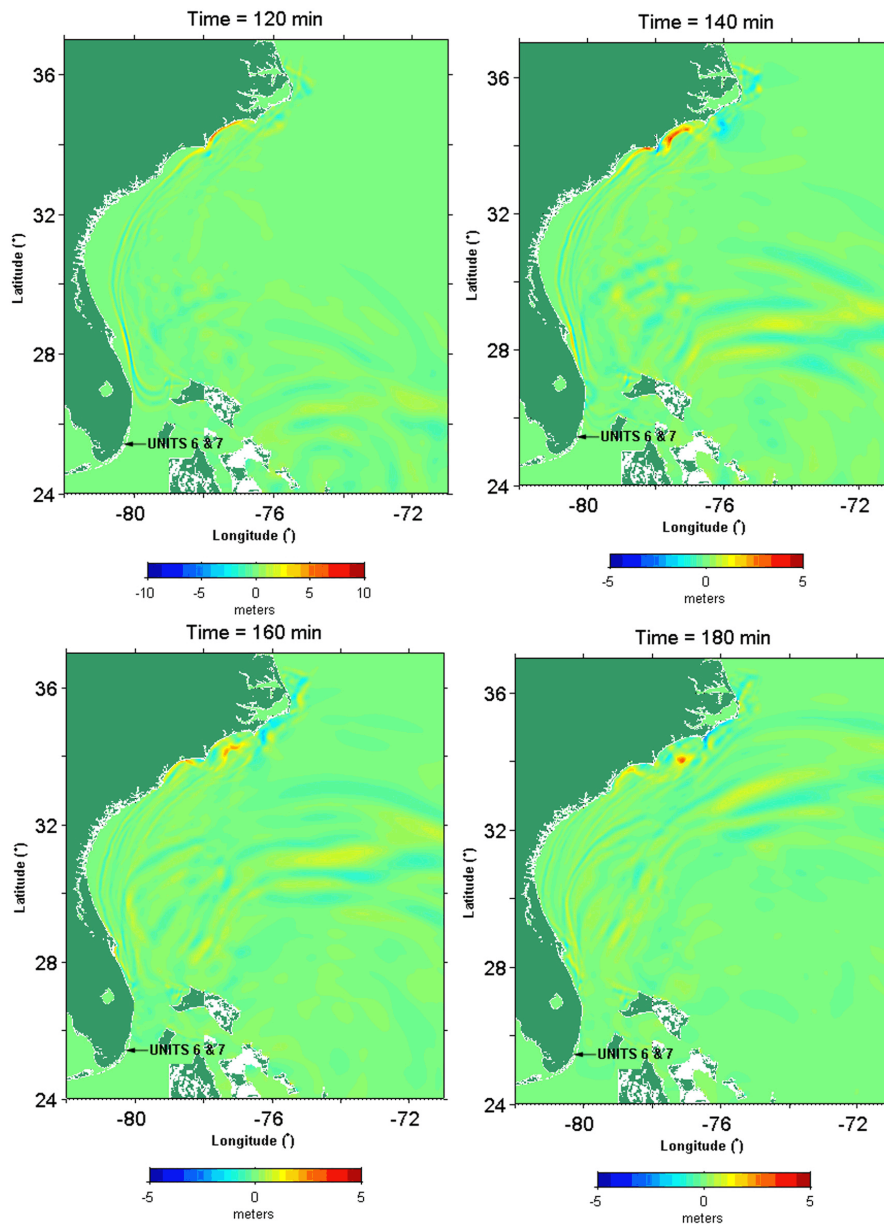 Time = 120 min
Latitude (°)
36
32
28
24
UNITS 6 & 7
-80
-76
-72
Longitude (°)
-10
-5
0
5
10
meters
Time = 140 min
Latitude (°)
36
32
28
24
UNITS 6 & 7
-80
-76
-72
Longitude (°)
-5
0
5
meters
Time = 160 min
Latitude (°)
36
32
28
24
UNITS 6 & 7
-80
-76
-72
Longitude (°)
-5
0
5
meters
Time = 180 min
Latitude (°)
36
32
28
24
UNITS 6 & 7
-80
-76
-72
Longitude (°)
-5
0
5
meters